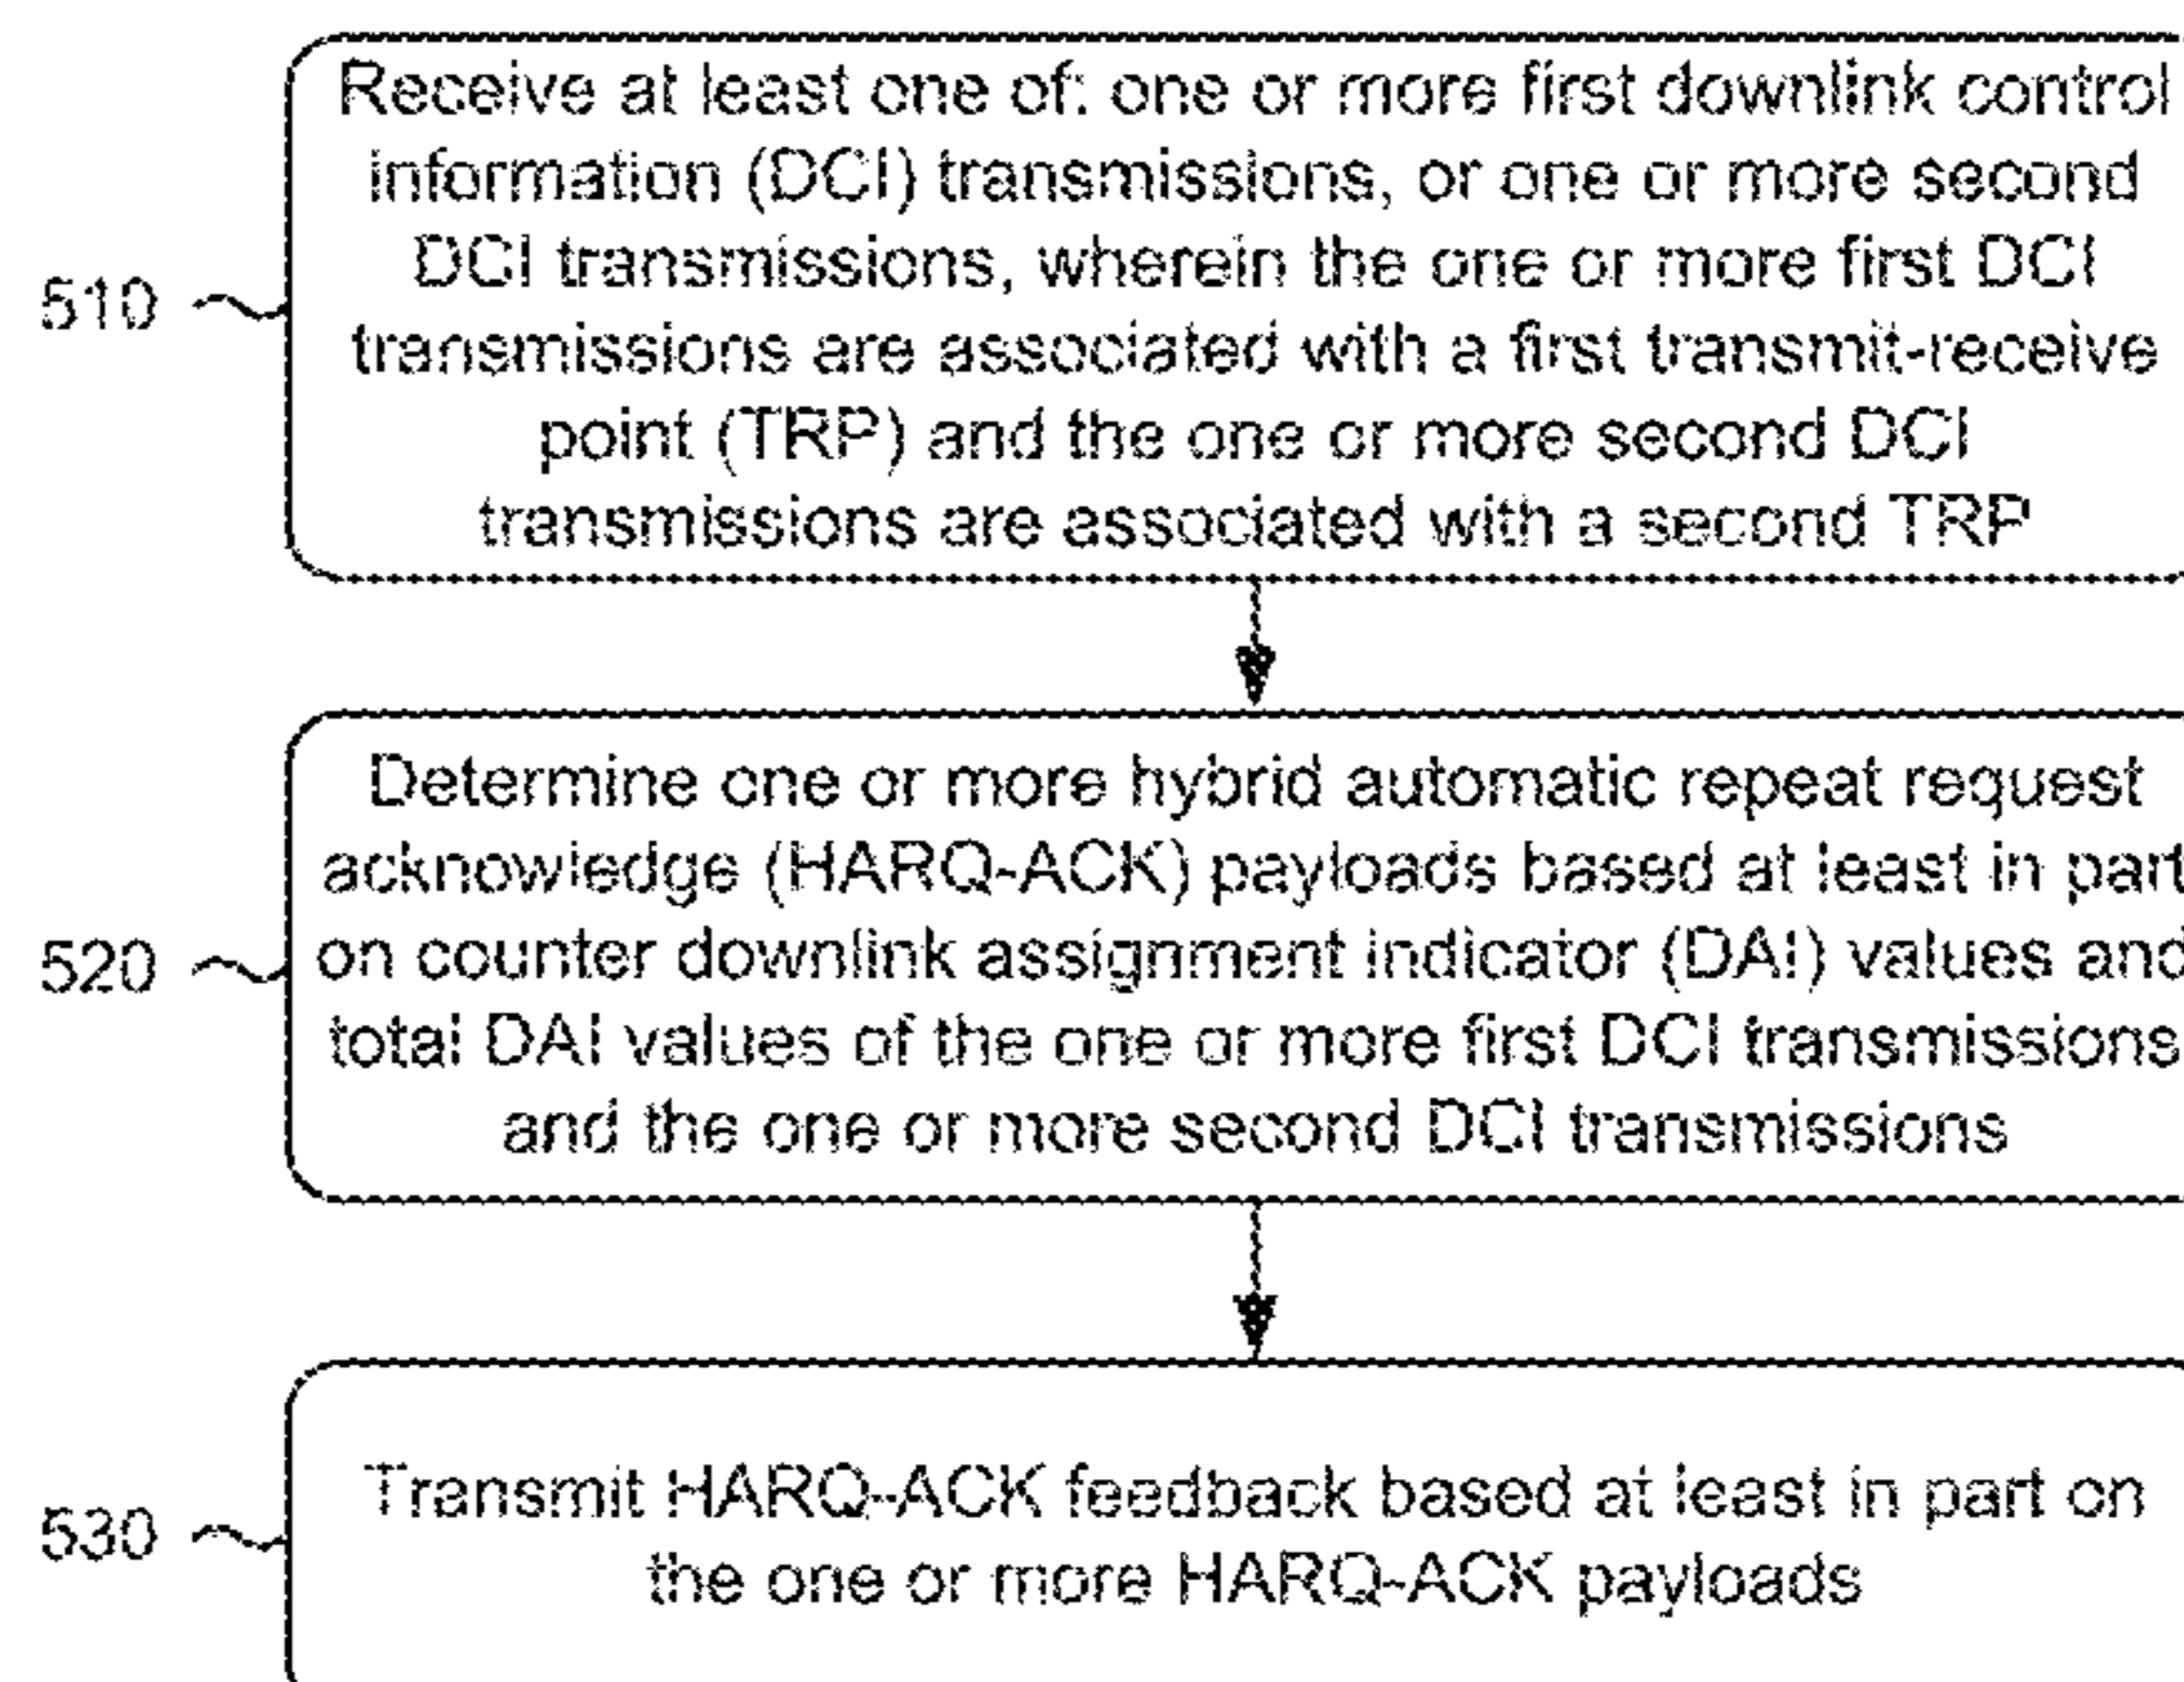 Receive at least one of: one or more first downlink control
information (DCI) transmissions, or one or more second
DCI transmissions, wherein the one or more first DCI
510
transmissions are associated with a first transmit-receive
point (TRP) and the one or more second DCI
transmissions are associated with a second TRP
Determine one or more hybrid automatic repeat request
acknowledge (HARQ-ACK) payloads based at least in part
520
on counter downlink assignment indicator (DAI) values and
total DAI values of the one or more first DCI transmissions
and the one or more second DCI transmissions
530
Transmit HARQ-ACK feedback based at least in part on
the one or more HARQ-ACK payloads